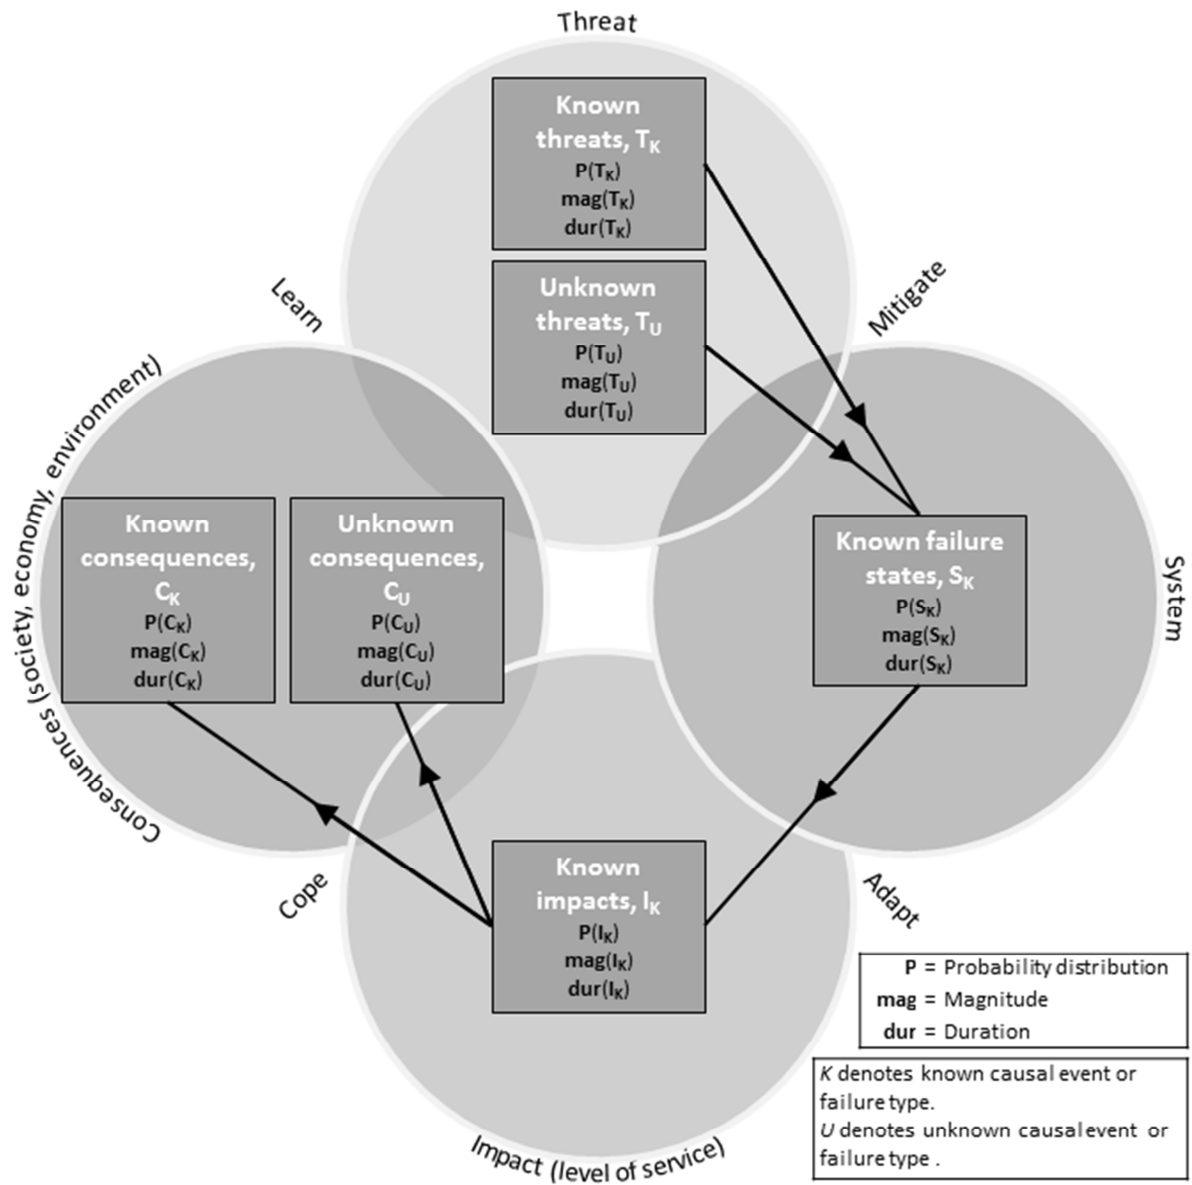 Threat
Known
threats, TK
P(TK)
mag(TK)
dur(TK)
Unknown
threats, TU
P(TU)
mag(TU)
dur(TU)
Learn
Mitigate
Consequences (society, economy, environment)
Known
consequences,
CK
P(CK)
mag(CK)
dur(CK)
Unknown
consequences,
CU
P(CU)
mag(CU)
dur(CU)
Known failure
states, SK
P(SK)
mag(SK)
dur(SK)
System
Cope
Known
impacts, IK
P(IK)
mag(IK)
dur(IK)
Adapt
Impact (level of service)
P = Probability distribution
mag = Magnitude
dur = Duration
K denotes known causal event or
failure type.
U denotes unknown causal event or
failure type .